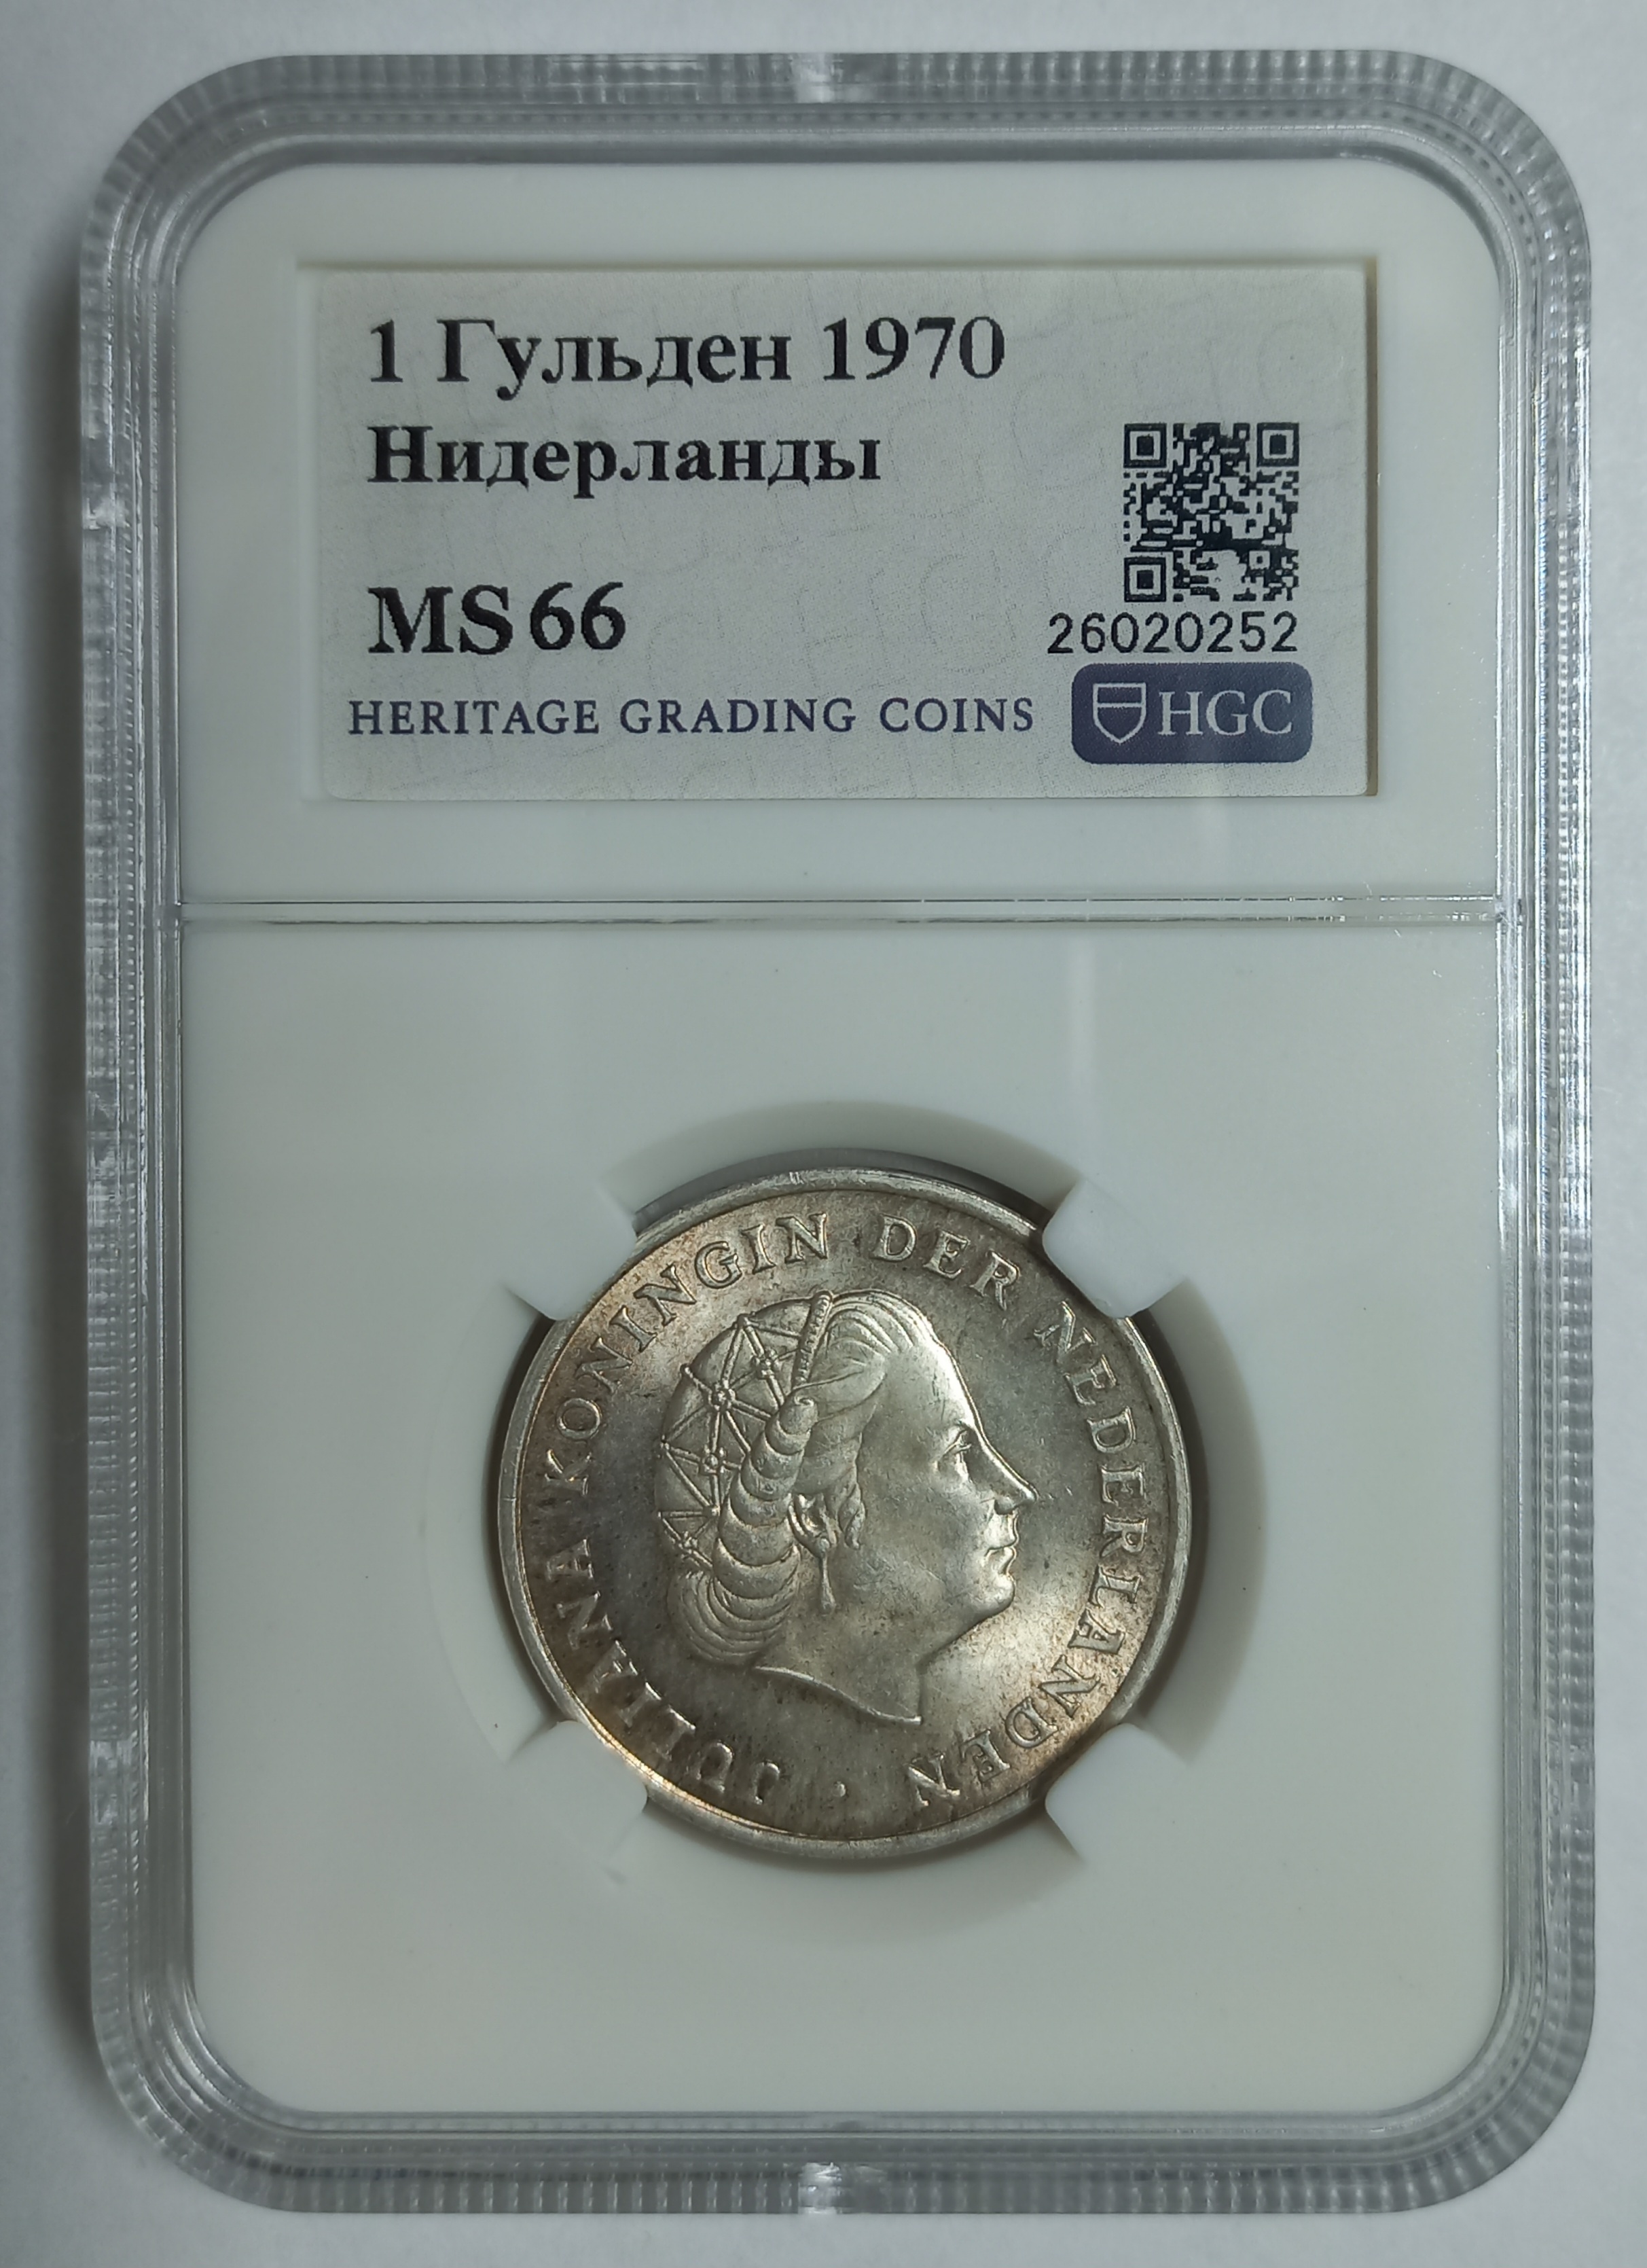 1 Гульден 1970
Нидерланды
MS 66
26020252
HERITAGE GRADING COINS HGC
JULIANA KONINGIN DER NEDERLANDEN ·